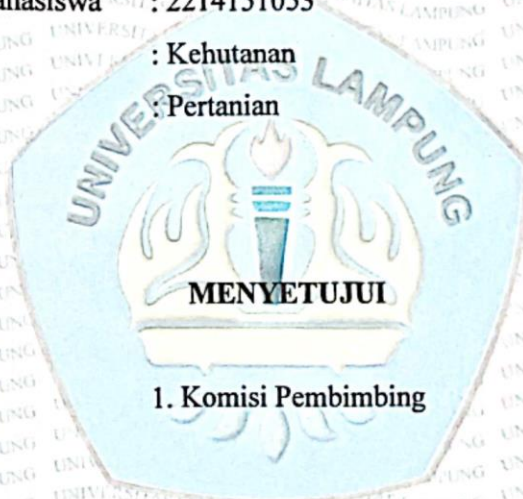 : 2214151055
: Kehutanan
: Pertanian
UNIVERSITAS LAMPUNG
MENYETUJUI
1. Komisi Pembimbing